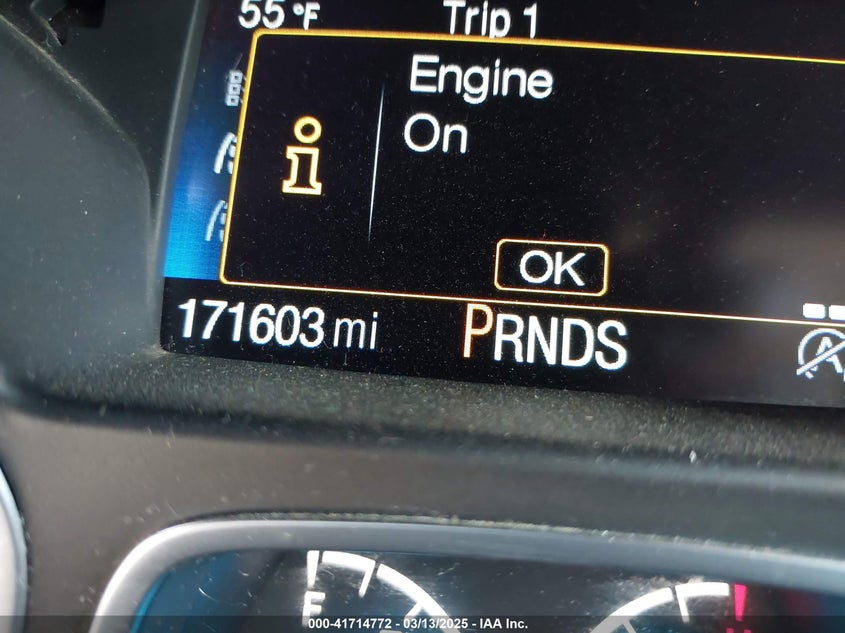 55 °F Trip 1
Engine
On
OK
171603 mi PRNDS
A
F
H
000-41714772 - 03/13/2025 - IAA Inc.